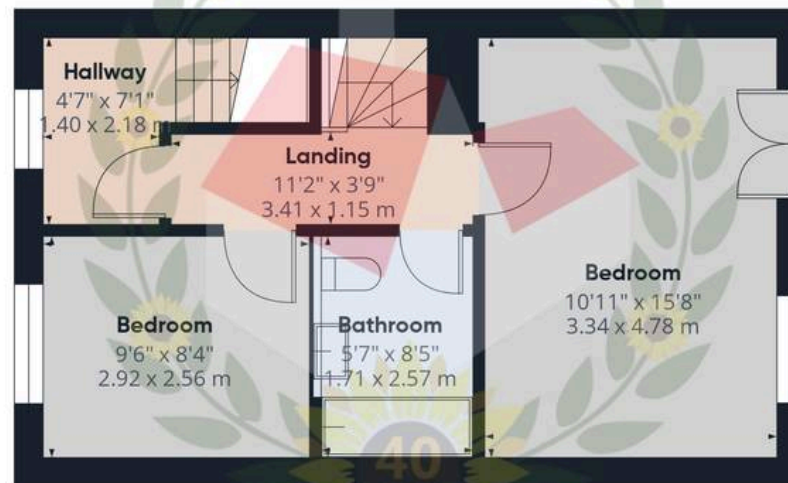 Hallway
4'7" x 7'1"
1.40 x 2.18 m
Landing
11'2" x 3'9"
3.41 x 1.15 m
Bedroom
9'6" x 8'4"
2.92 x 2.56 m
Bathroom
5'7" x 8'5"
1.71 x 2.57 m
Bedroom
10'11" x 15'8"
3.34 x 4.78 m
40